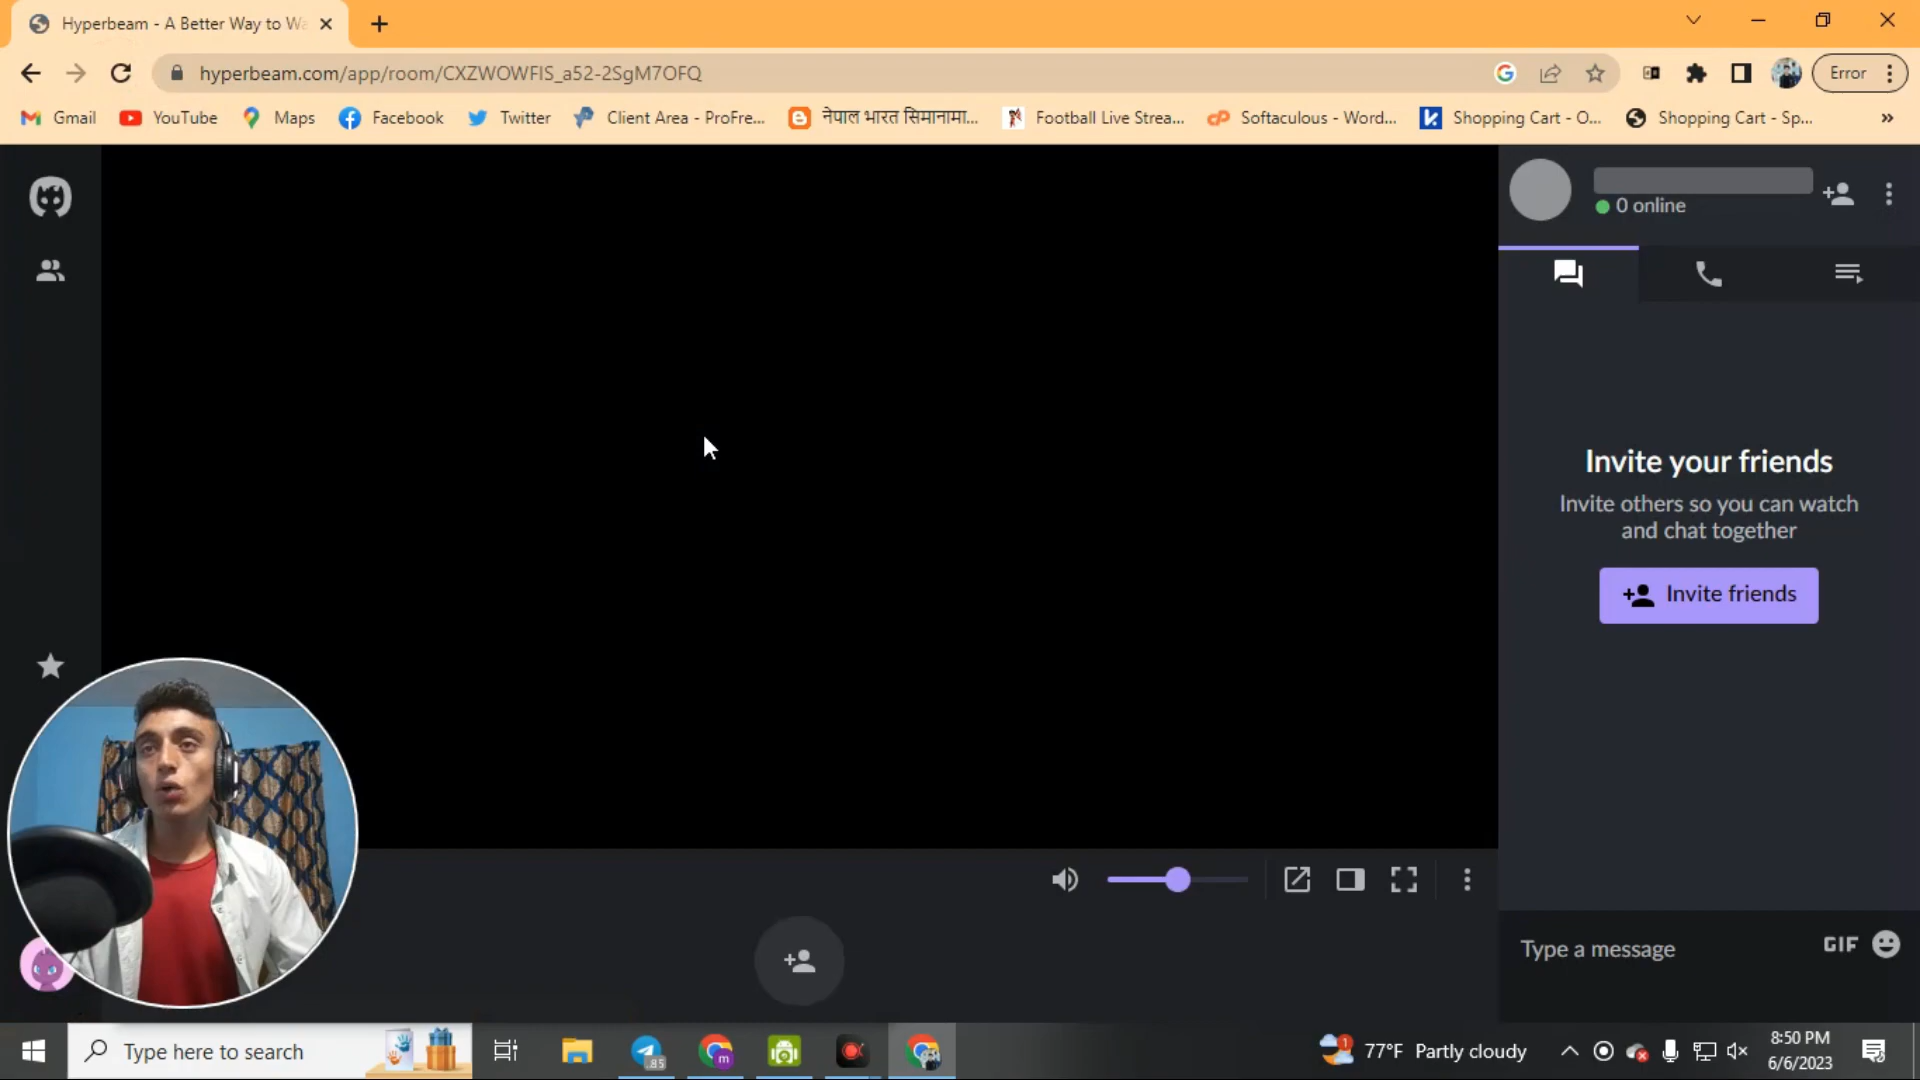 Hyperbeam - A Better Way to Wa
hyperbeam.com/app/room/CXZWOWFIS_a52-2SgM7OFQ
Error
Gmail
YouTube
Maps
Facebook
Twitter
Client Area - ProFre...
नेपाल भारत सिमानामा...
Football Live Strea...
Softaculous - Word...
Shopping Cart - O...
Shopping Cart - Sp...
0 online
Invite your friends
Invite others so you can watch
and chat together
Invite friends
Type a message
GIF
Type here to search
85
m
1
77°F Partly cloudy
8:50 PM
6/6/2023